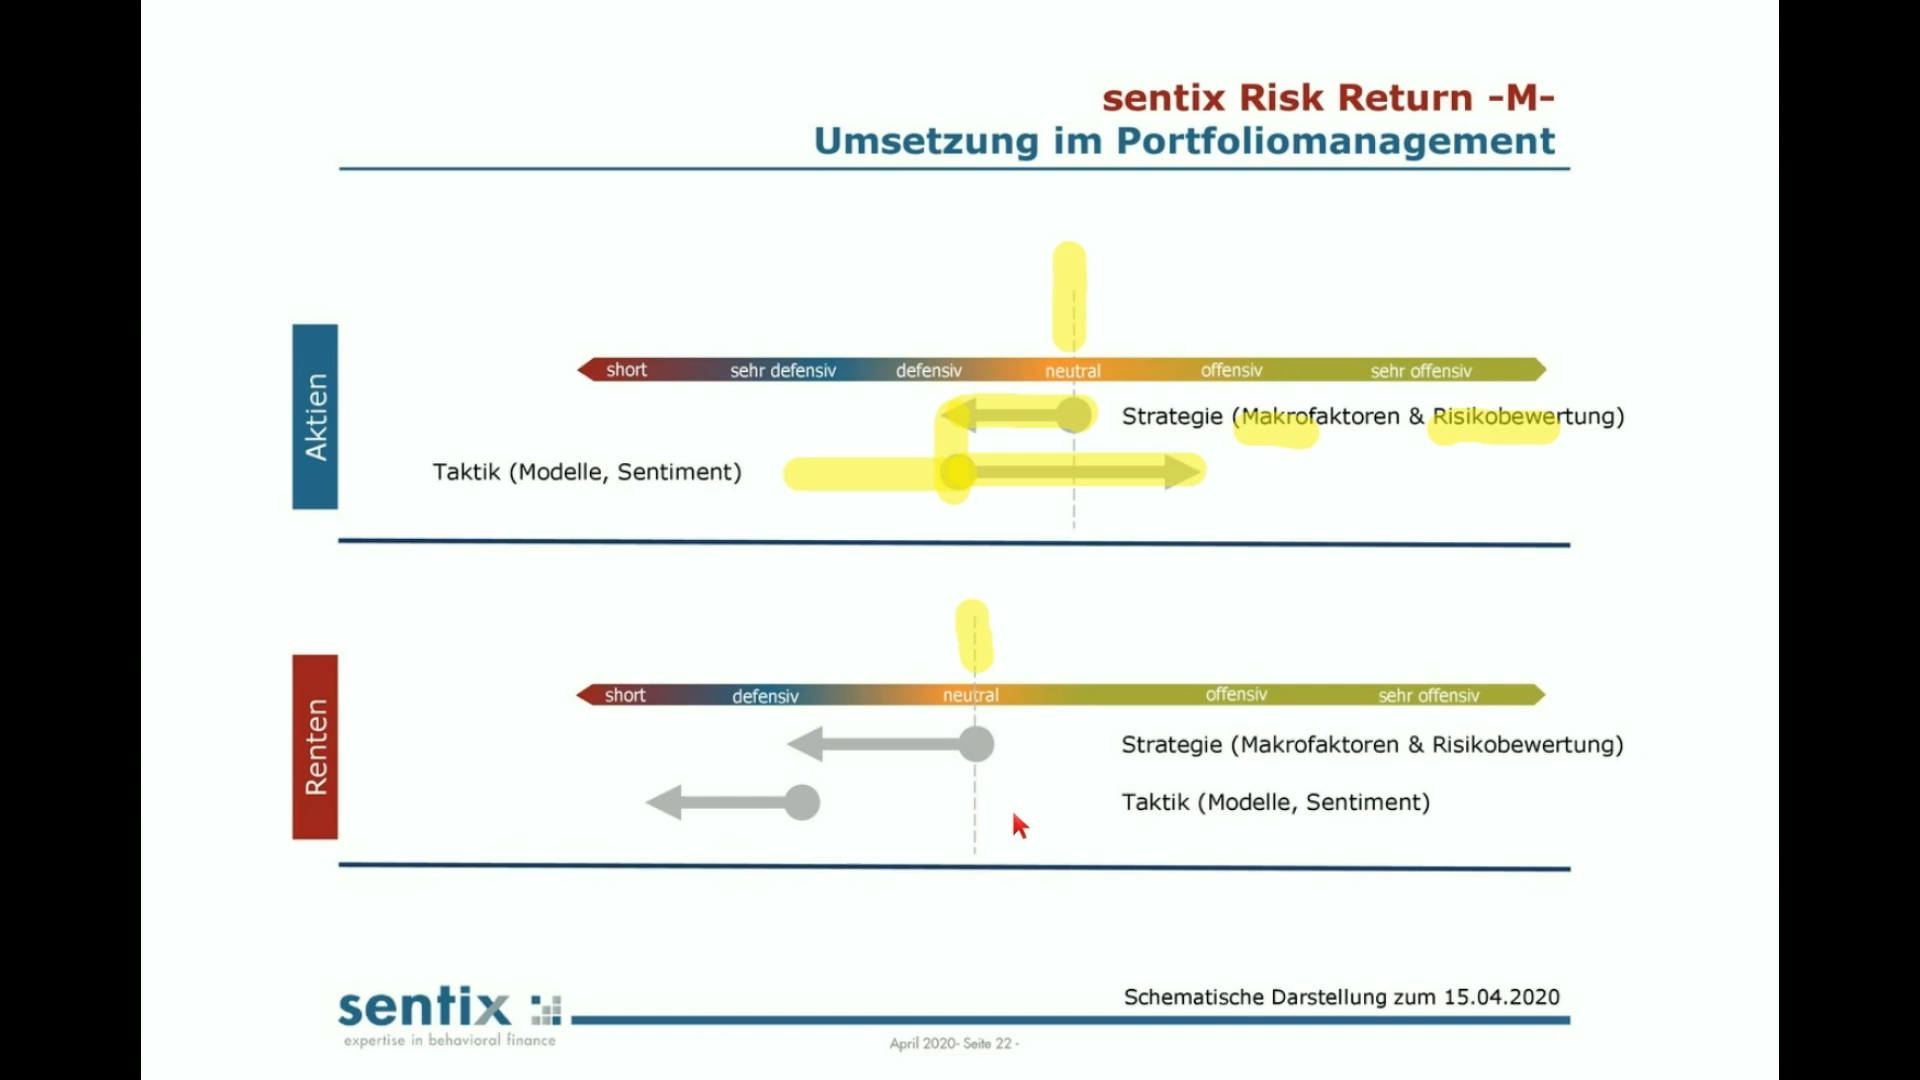 sentix Risk Return -M-
Umsetzung im Portfoliomanagement
Aktien
short sehr defensiv defensiv neutral offensiv sehr offensiv
Strategie (Makrofaktoren & Risikobewertung)
Taktik (Modelle, Sentiment)
Renten
short defensiv neutral offensiv sehr offensiv
Strategie (Makrofaktoren & Risikobewertung)
Taktik (Modelle, Sentiment)
Schematische Darstellung zum 15.04.2020
sentix
expertise in behavioral finance
April 2020- Seite 22 -